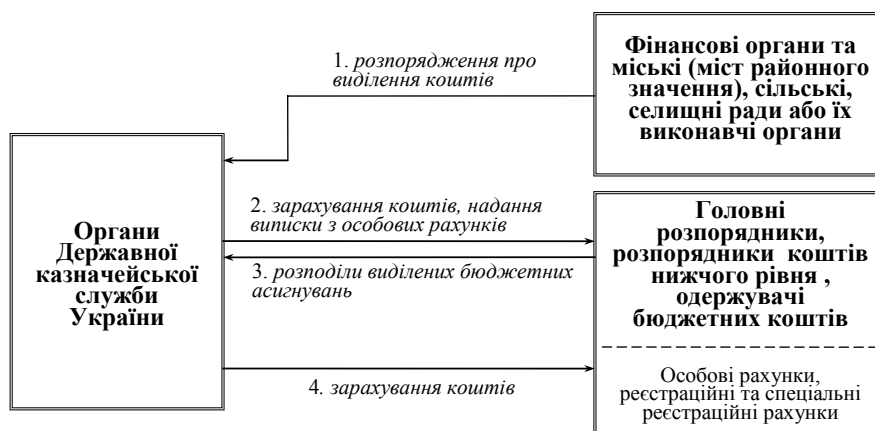 1. розпорядження про
виділення коштів
Фінансові органи та
міські (міст районного
значення), сільські,
селищні ради або їх
виконавчі органи
Органи
Державної
казначейської
служби
України
2. зарахування коштів, надання
виписки з особових рахунків
3. розподіли виділених бюджетних
асигнувань
4. зарахування коштів
Головні
розпорядники,
розпорядники коштів
нижчого рівня ,
одержувачі
бюджетних коштів
Особові рахунки,
реєстраційні та спеціальні
реєстраційні рахунки